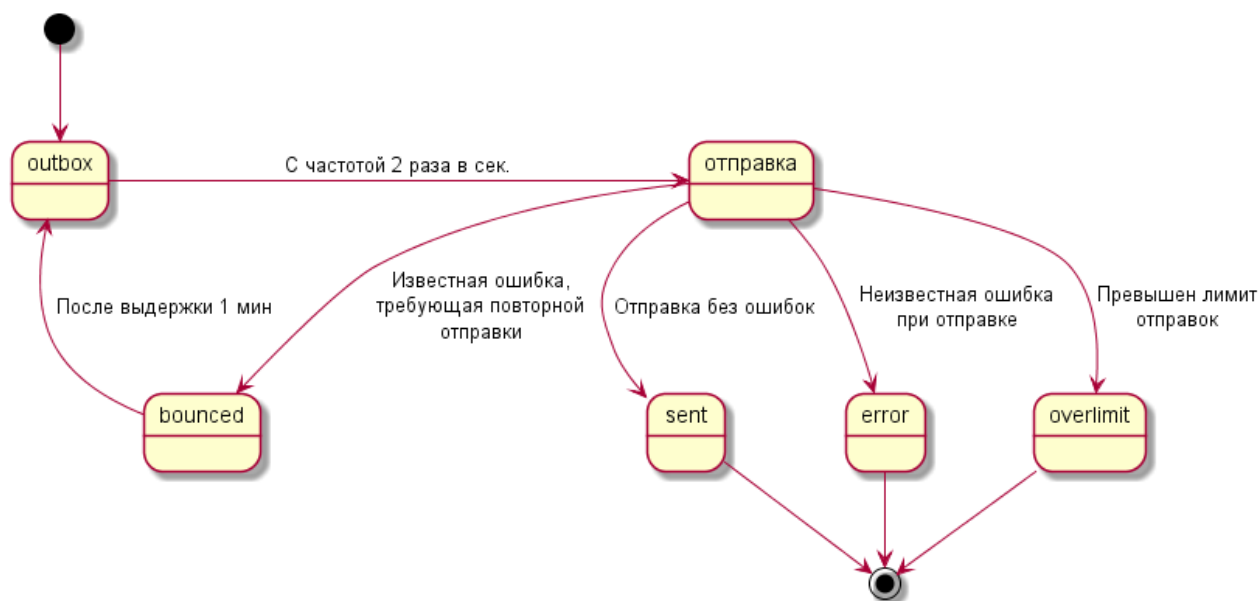 outbox
С частотой 2 раза в сек.
отправка
После выдержки 1 мин
Известная ошибка,
требующая повторной
отправки
Отправка без ошибок
Неизвестная ошибка
при отправке
Превышен лимит
отправок
bounced
sent
error
overlimit